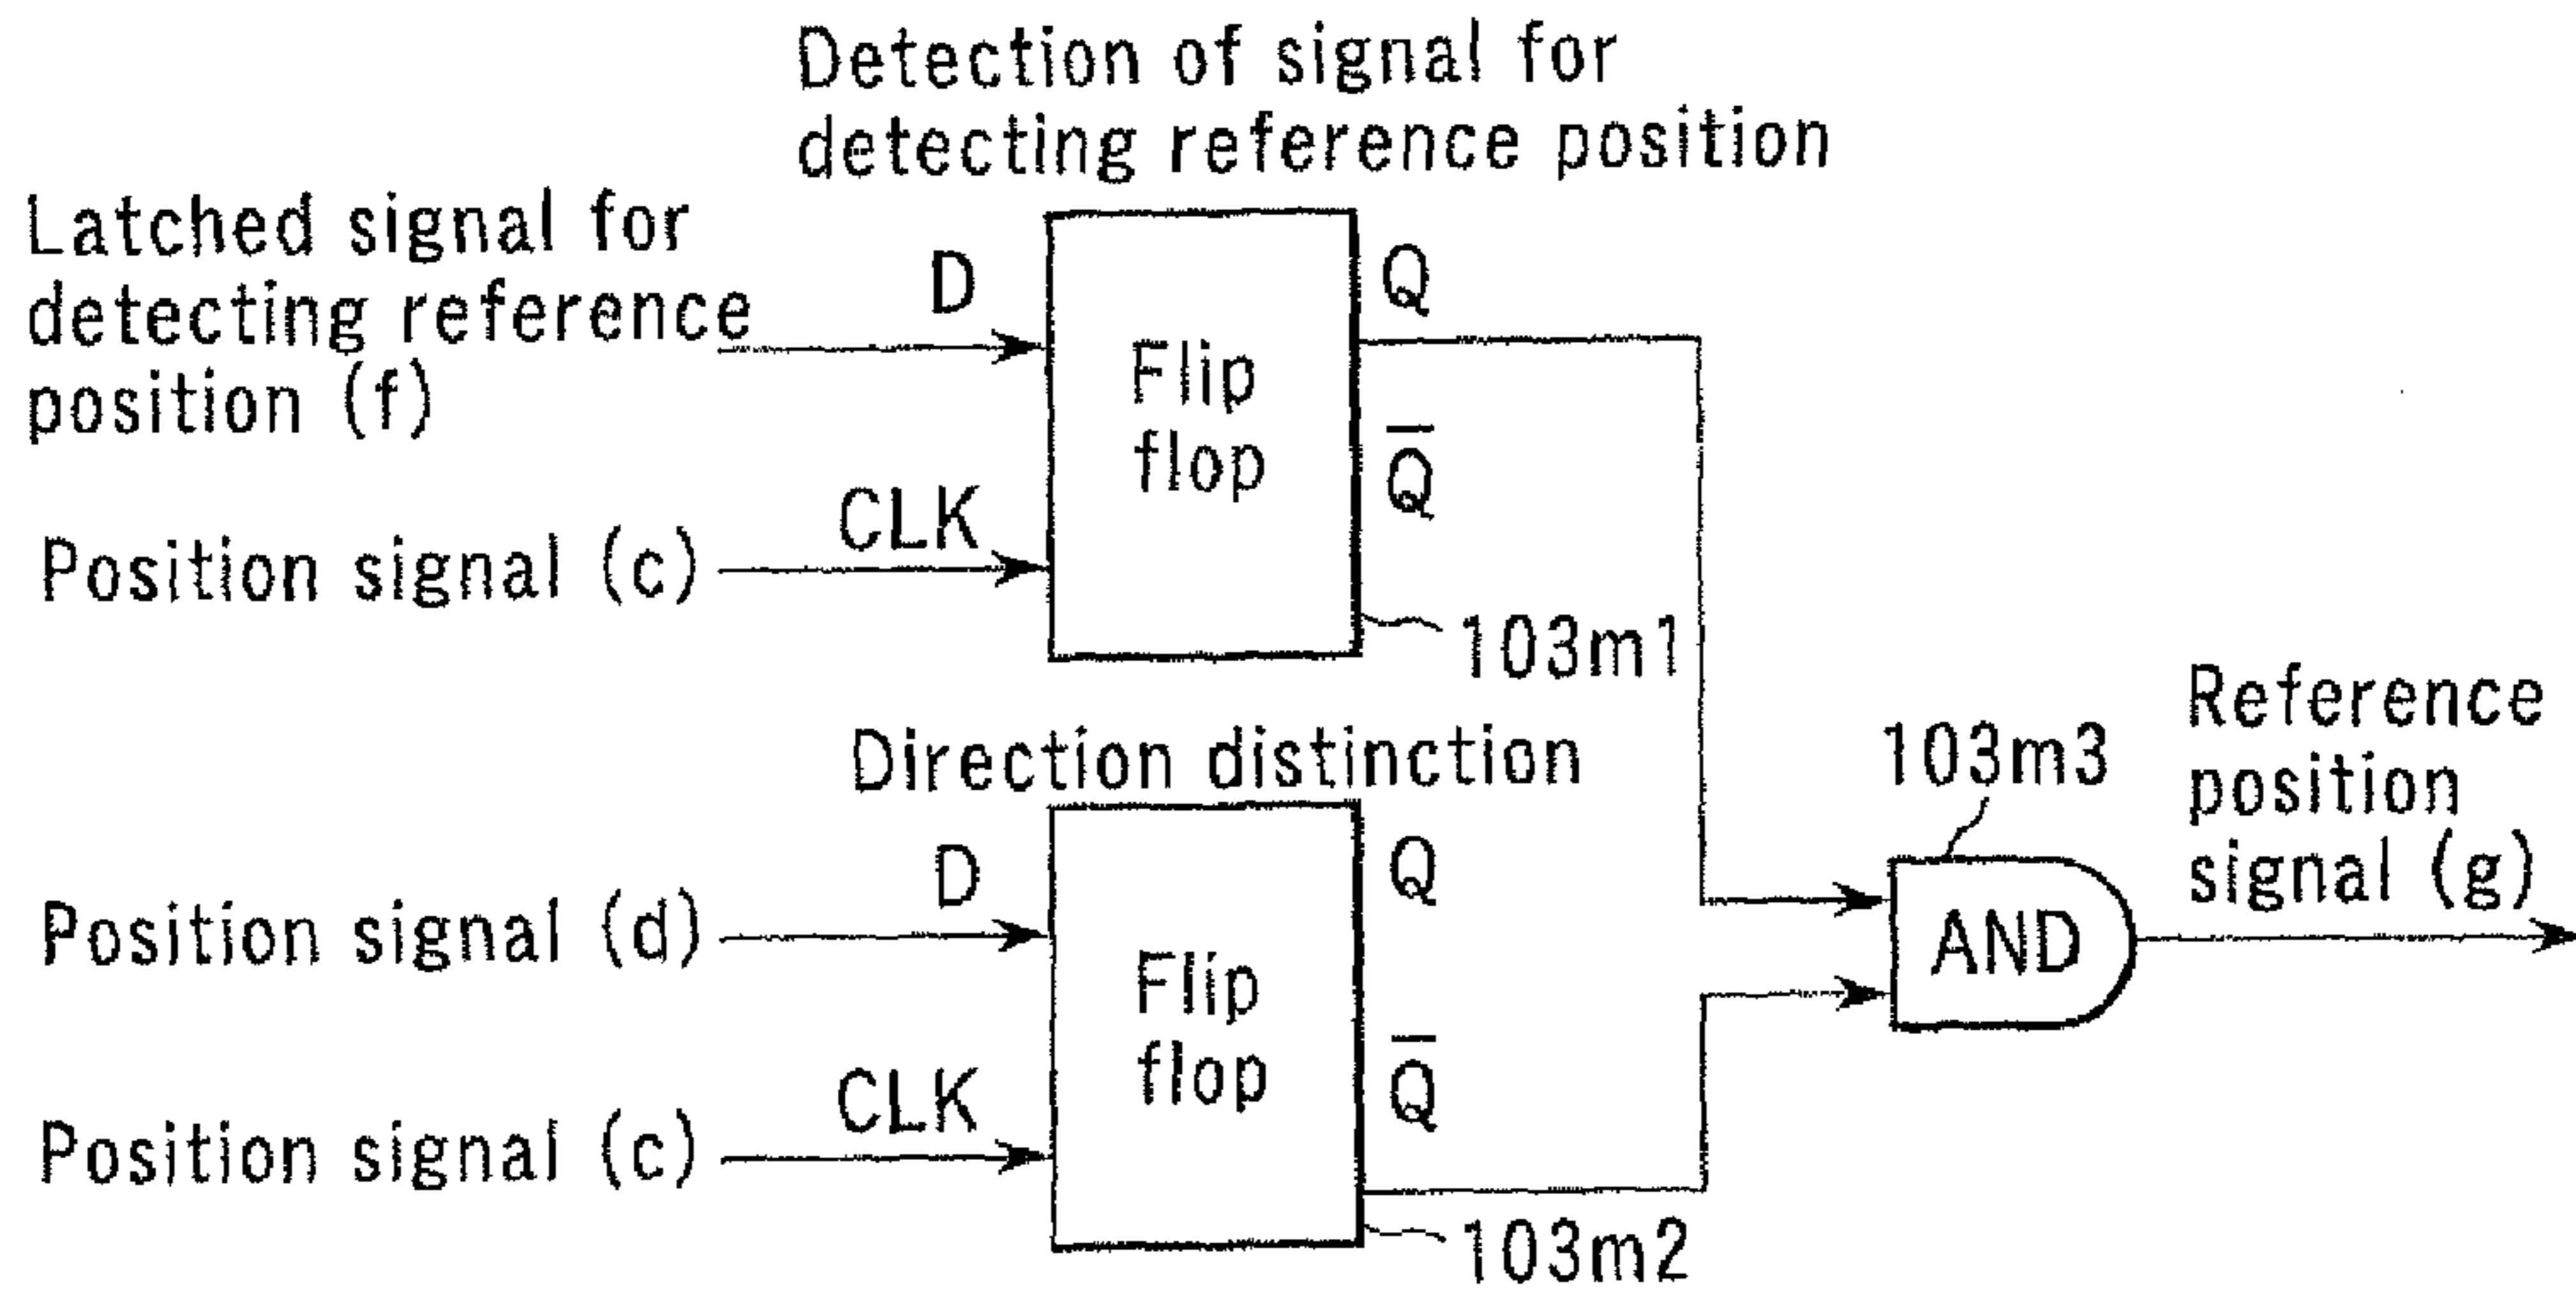 Detection of signal for
detecting reference position
Latched signal for
detecting reference
position (f)
D
Q
Flip
flop
Q̅
CLK
Position signal (c)
103m1
Direction distinction
103m3
Reference
position
signal (g)
D
Q
Position signal (d)
Flip
flop
AND
Q̅
CLK
Position signal (c)
103m2